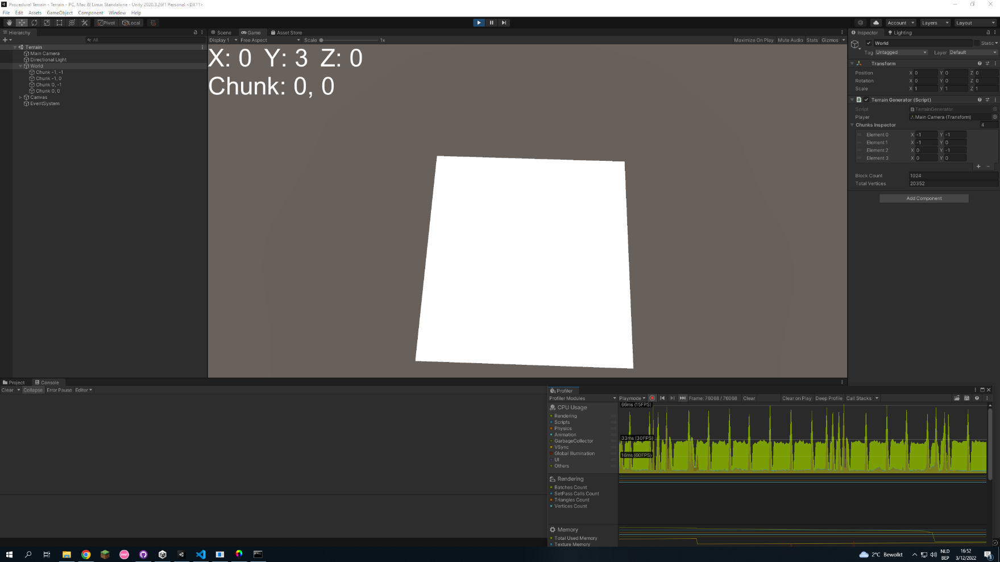 Procedural Terrain - Terrain - PC, Mac & Linux Standalone - Unity 2020.3.26f1 Personal <DX11>
File Edit Assets GameObject Component Window Help
Pivot Local
Account Layers Layout
Hierarchy
All
Terrain
Main Camera
Directional Light
World
Chunk -1, -1
Chunk -1, 0
Chunk 0, -1
Chunk 0, 0
Canvas
EventSystem
Scene Game Asset Store
Display 1 Free Aspect Scale 1x Maximize On Play Mute Audio Stats Gizmos
X: 0 Y: 3 Z: 0
Chunk: 0, 0
Inspector Lighting
World Static
Tag Untagged Layer Default
Transform
Position X 0 Y 0 Z 0
Rotation X 0 Y 0 Z 0
Scale X 1 Y 1 Z 1
Terrain Generator (Script)
Script TerrainGenerator
Player Main Camera (Transform)
Chunks Inspector 4
Element 0 X -1 Y -1
Element 1 X -1 Y 0
Element 2 X 0 Y -1
Element 3 X 0 Y 0
Block Count 1024
Total Vertices 20352
Add Component
Project Console
Clear Collapse Error Pause Editor
Profiler
Profiler Modules Playmode Frame: 76068 / 76068 Clear Clear on Play Deep Profile Call Stacks
CPU Usage
Rendering
Scripts
Physics
Animation
GarbageCollector
VSync
Global Illumination
UI
Others
66ms (15FPS)
33ms (30FPS)
16ms (60FPS)
Rendering
Batches Count
SetPass Calls Count
Triangles Count
Vertices Count
Memory
Total Used Memory
Texture Memory
osu!
2°C Bewolkt
NLD
BEP
16:52
3/12/2022
3